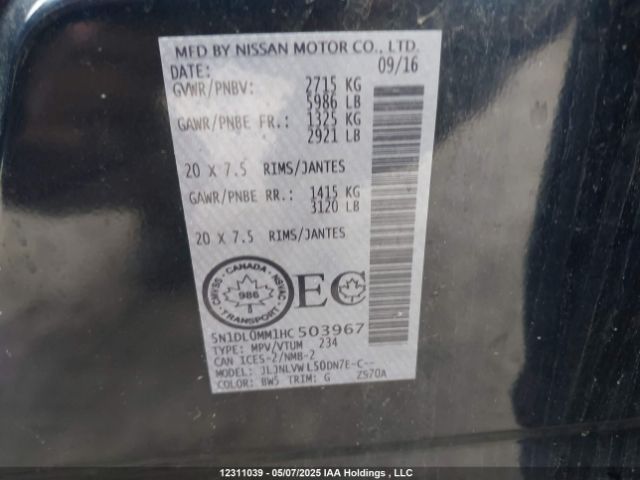 MFD BY NISSAN MOTOR CO., LTD.
DATE: 09/16
GVWR/PNBV: 2715 KG
5986 LB
GAWR/PNBE FR.: 1325 KG
2921 LB
20 X 7.5 RIMS/JANTES
GAWR/PNBE RR.: 1415 KG
3120 LB
20 X 7.5 RIMS/JANTES
CANADA
CMVSS NSVAC
986
TRANSPORT
EC
5N1DL0MM1HC503967
TYPE: MPV/VTUM 234
CAN ICES-2/NMB-2
MODEL: JLJNLVWL50DN7E-C--
COLOR: BW5 TRIM: G Z970A
12311039 - 05/07/2025 IAA Holdings , LLC